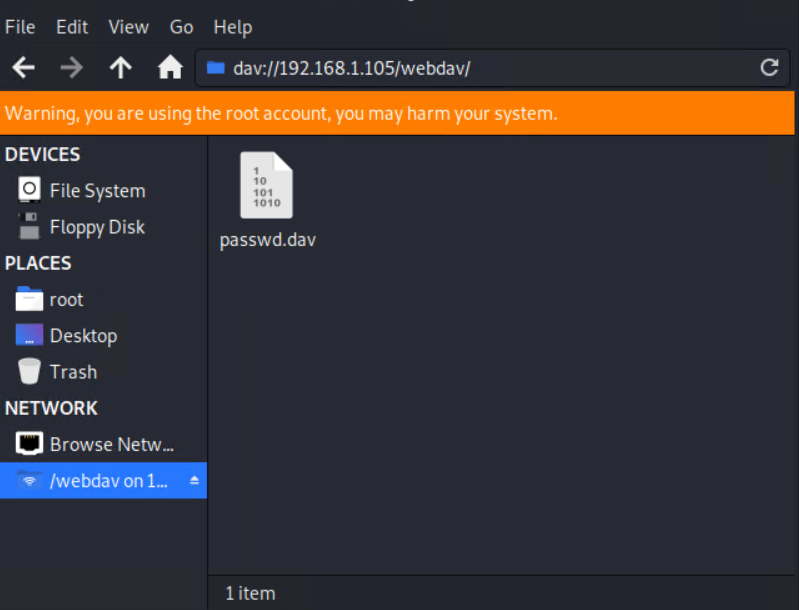 File Edit View Go Help
dav://192.168.1.105/webdav/
Warning, you are using the root account, you may harm your system.
DEVICES
File System
Floppy Disk
PLACES
root
Desktop
Trash
NETWORK
Browse Netw...
/webdav on 1...
1
10
101
1010
passwd.dav
1 item